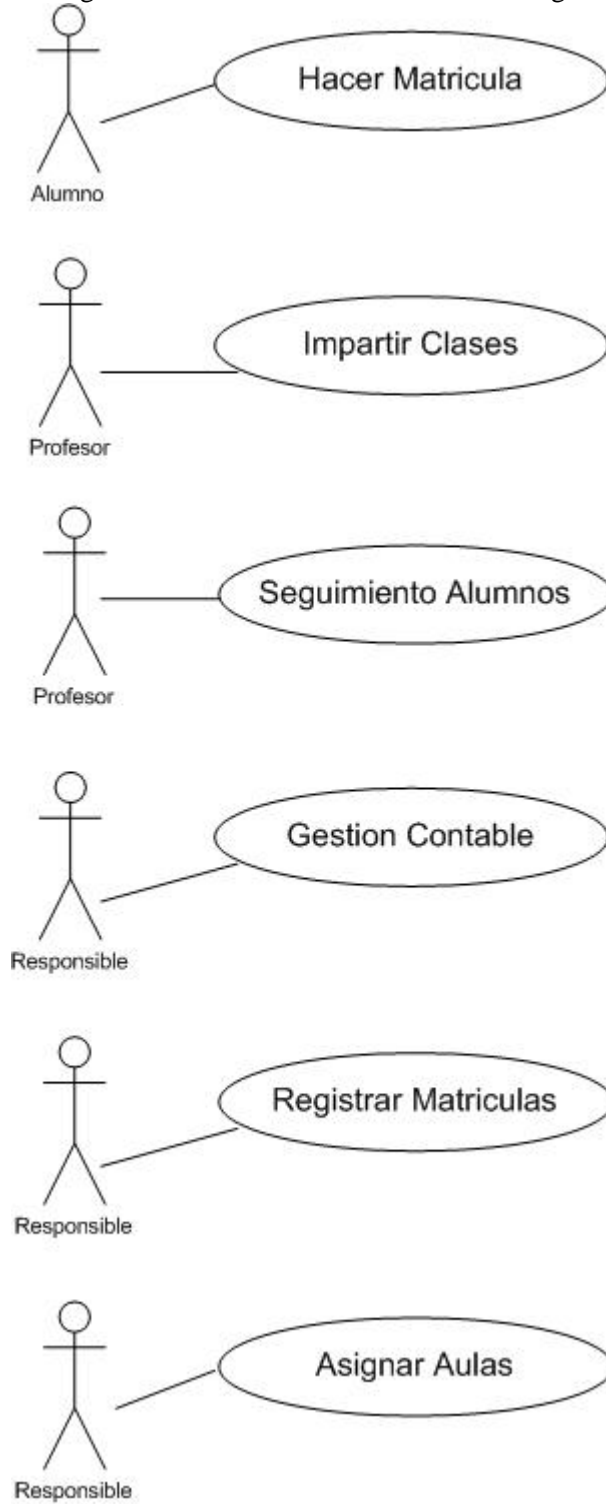 Hacer Matricula
Alumno
Impartir Clases
Profesor
Seguimiento Alumnos
Profesor
Gestion Contable
Responsible
Registrar Matriculas
Responsible
Asignar Aulas
Responsible